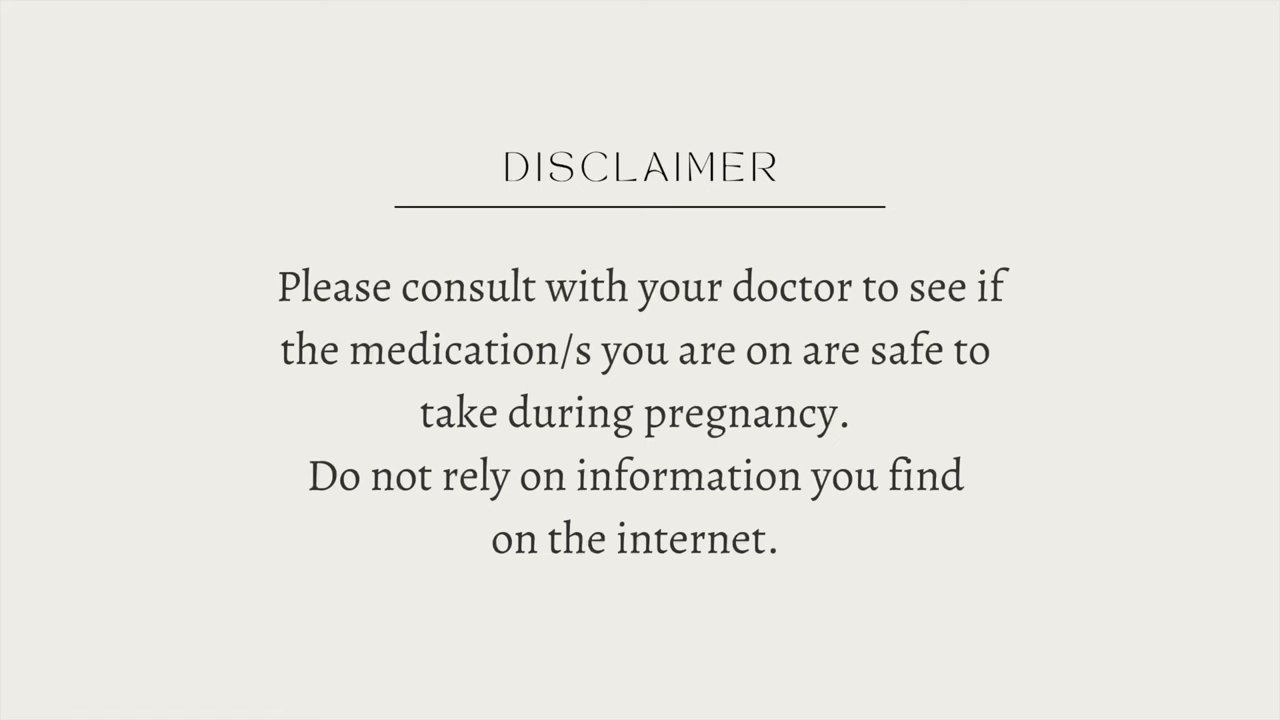 DISCLAIMER
Please consult with your doctor to see if
the medication/s you are on are safe to
take during pregnancy.
Do not rely on information you find
on the internet.